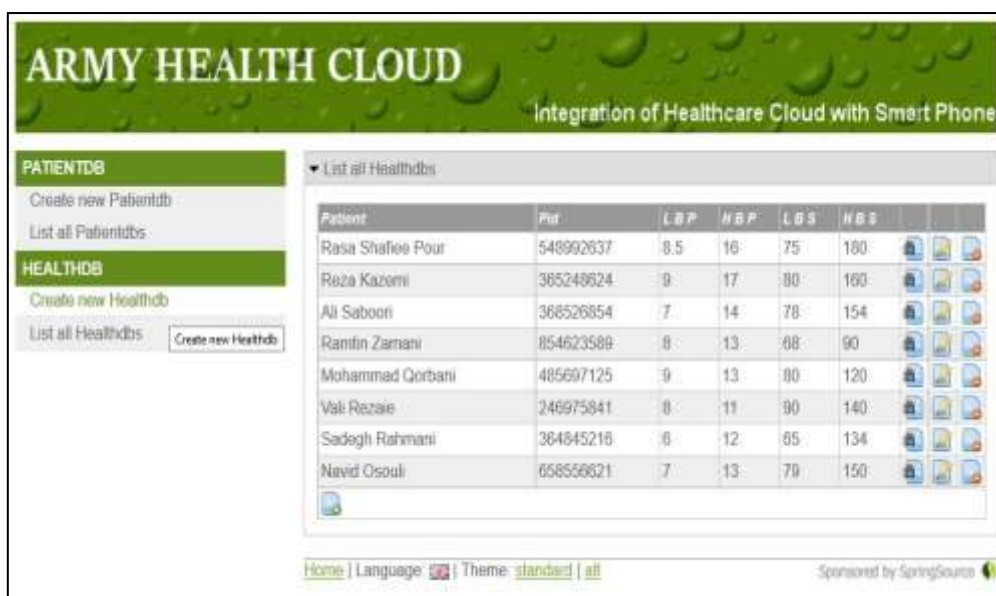 ARMY HEALTH CLOUD
Integration of Healthcare Cloud with Smart Phone
PATIENTDB
Create new Patientdb
List all Patientdbs
HEALTHDB
Create new Healthdb
List all Healthdbs
Create new Healthdb
List all Healthdbs
Patient Pid LBP HBP LBS HBS
Rasa Shafiee Pour 548992637 8.5 16 75 180
Reza Kazemi 365248624 9 17 80 160
Ali Saboori 368526854 7 14 78 154
Ramtin Zamani 854623589 8 13 68 90
Mohammad Qorbani 485697125 9 13 80 120
Vali Rezaie 246975841 8 11 90 140
Sadegh Rahmani 364845216 6 12 65 134
Navid Osouli 658556621 7 13 79 150
Home | Language: | Theme: standard | alt
Sponsored by SpringSource